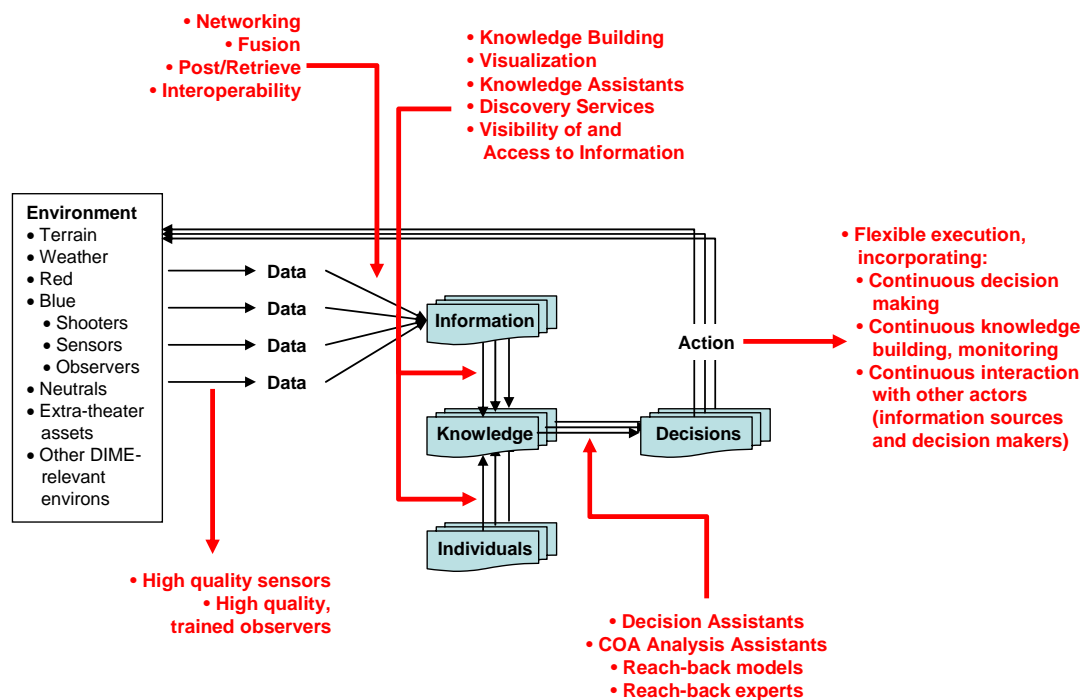 • Networking
• Fusion
• Post/Retrieve
• Interoperability
• Knowledge Building
• Visualization
• Knowledge Assistants
• Discovery Services
• Visibility of and
Access to Information
Environment
• Terrain
• Weather
• Red
• Blue
• Shooters
• Sensors
• Observers
• Neutrals
• Extra-theater
assets
• Other DIME-
relevant environs
Data
Data
Data
Data
Information
Knowledge
Individuals
Decisions
Action
• Flexible execution,
incorporating:
• Continuous decision
making
• Continuous knowledge
building, monitoring
• Continuous interaction
with other actors
(information sources
and decision makers)
• High quality sensors
• High quality,
trained observers
• Decision Assistants
• COA Analysis Assistants
• Reach-back models
• Reach-back experts